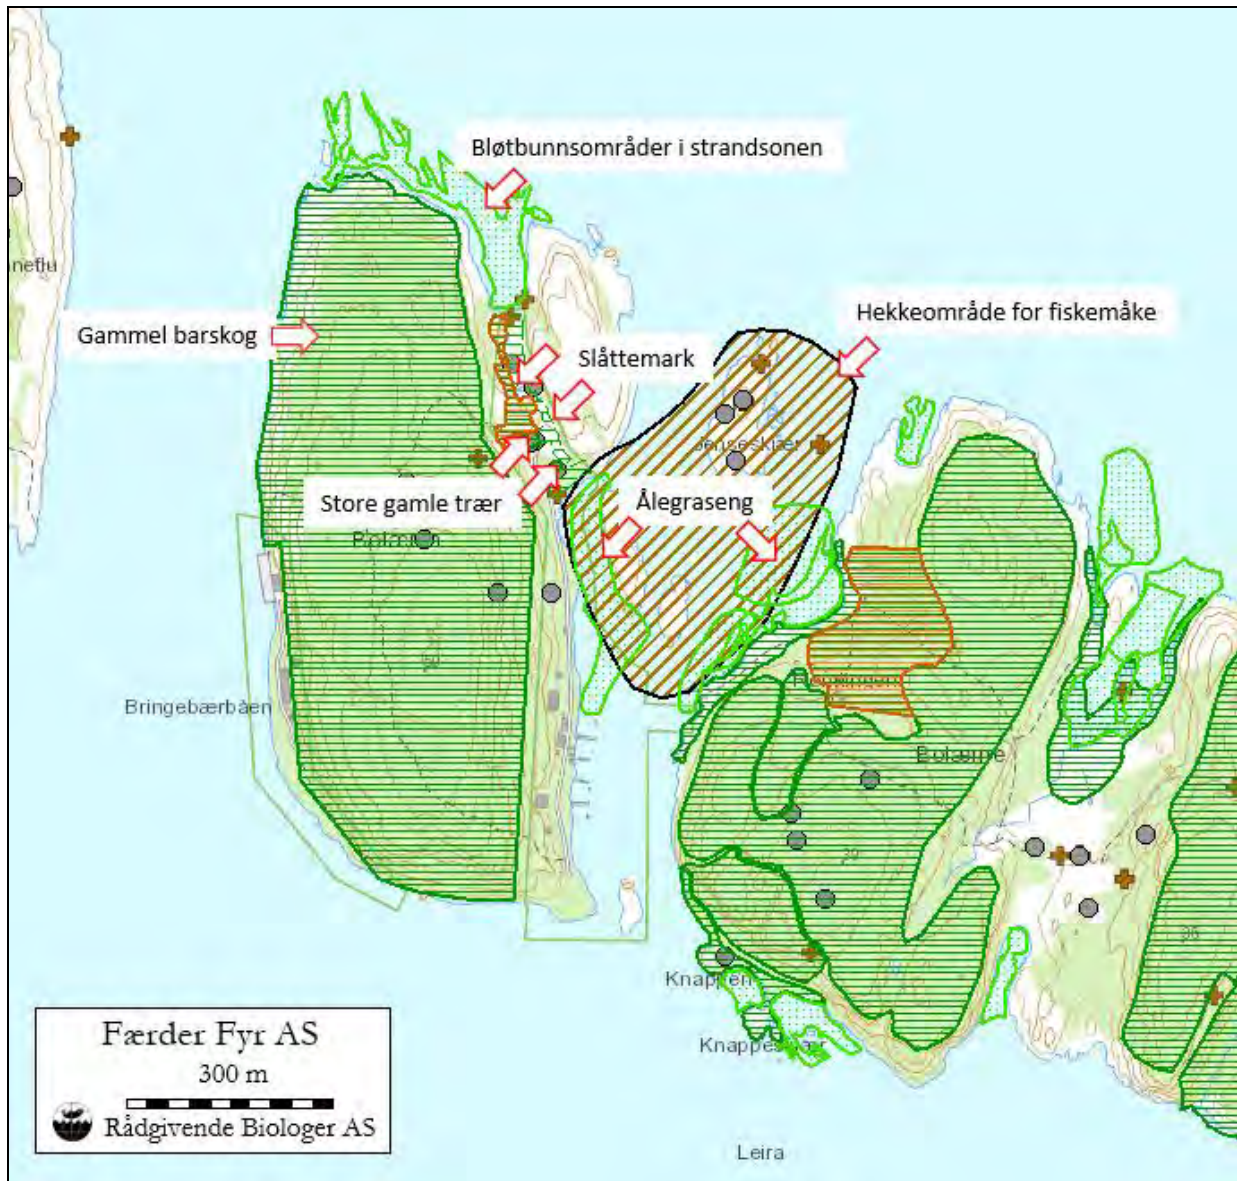 Bløtbunnsområder i strandsonen
Hekkeområde for fiskemåke
Gammel barskog
Slåttemark
Store gamle trær
Ålegraseng
Bringebærbåen
Bolærne
Knappen
Knappeskjær
Leira
Færder Fyr AS
300 m
Rådgivende Biologer AS